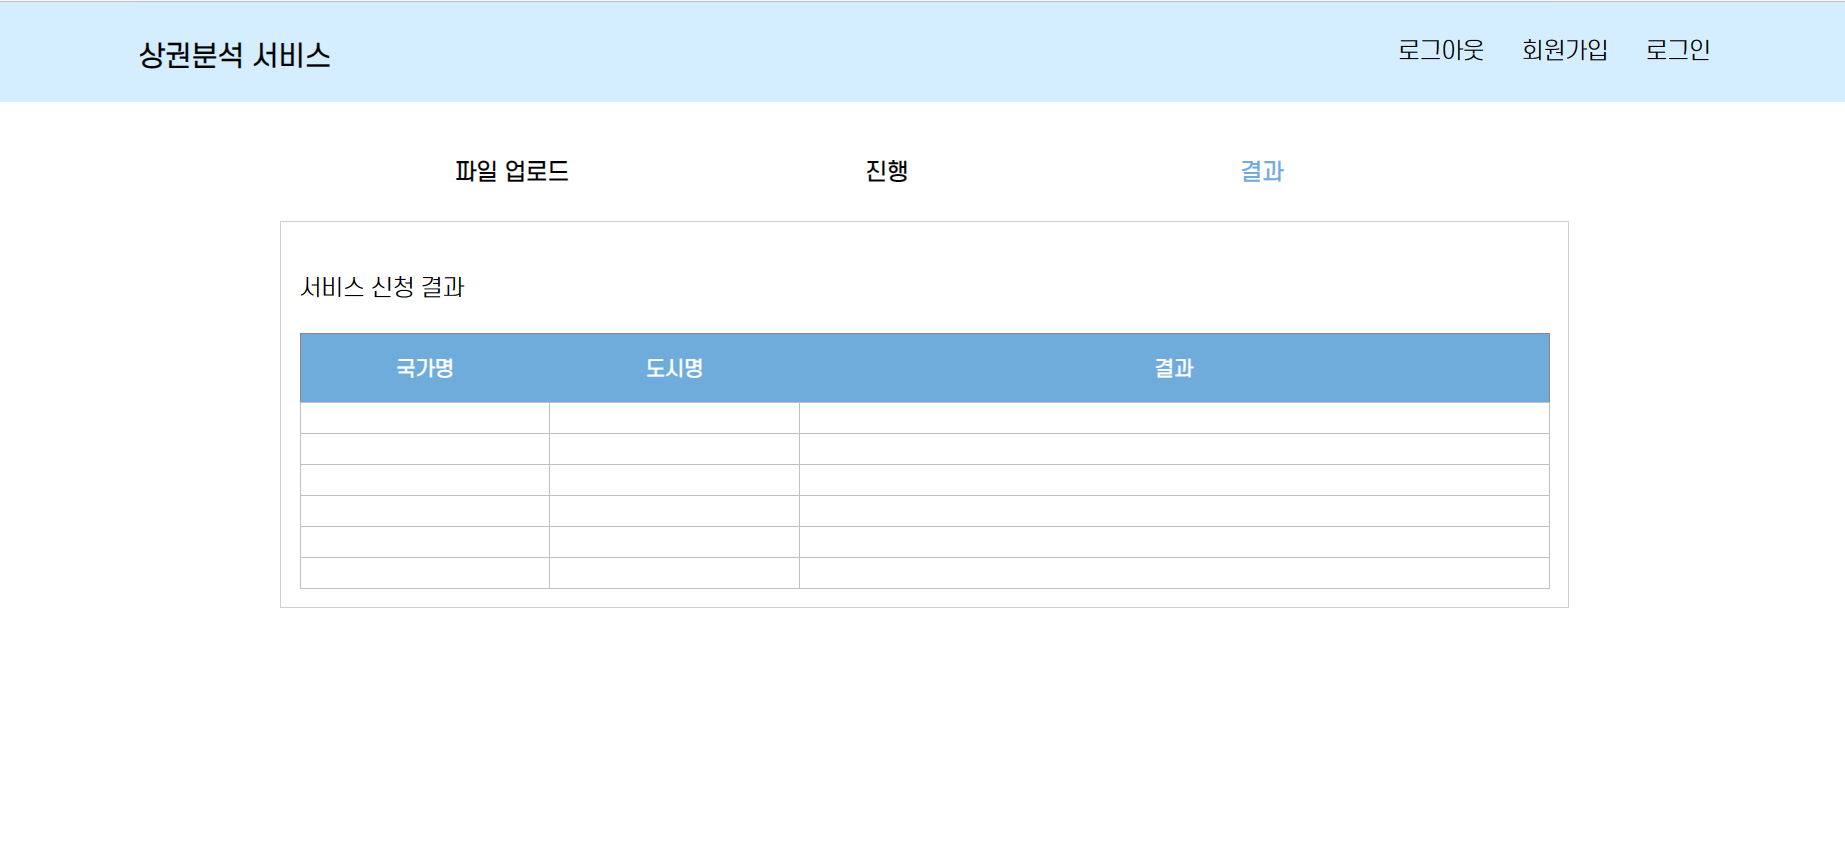 상권분석 서비스
로그아웃 회원가입 로그인
파일 업로드 진행 결과
서비스 신청 결과
국가명 도시명 결과